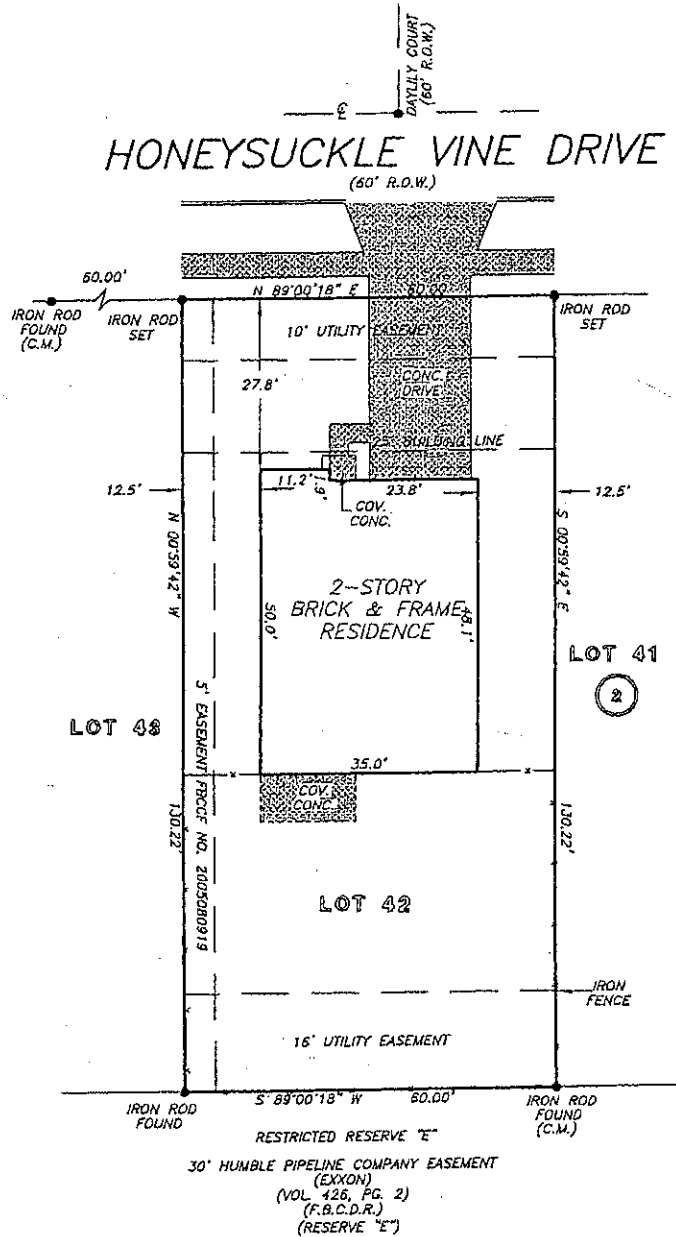 DAYLILY COURT
(60' R.O.W.)
HONEYSUCKLE VINE DRIVE
(60' R.O.W.)
60.00'
N 89°00'18" E 60.00'
IRON ROD
FOUND
(C.M.)
IRON ROD
SET
IRON ROD
SET
10' UTILITY EASEMENT
27.8'
CONC.
DRIVE
BUILDING LINE
11.2'
1.9'
23.8'
12.5'
12.5'
COV.
CONC.
N 00°59'42" W
S 00°59'42" E
2-STORY
BRICK & FRAME
RESIDENCE
50.0'
48.1'
LOT 41
2
LOT 43
5' EASEMENT FBCCF NO. 2005080919
35.0'
COV.
CONC.
130.22'
130.22'
LOT 42
IRON
FENCE
16' UTILITY EASEMENT
S 89°00'18" W 60.00'
IRON ROD
FOUND
IRON ROD
FOUND
(C.M.)
RESTRICTED RESERVE "E"
30' HUMBLE PIPELINE COMPANY EASEMENT
(EXXON)
(VOL. 426, PG. 2)
(F.B.C.D.R.)
(RESERVE "E")